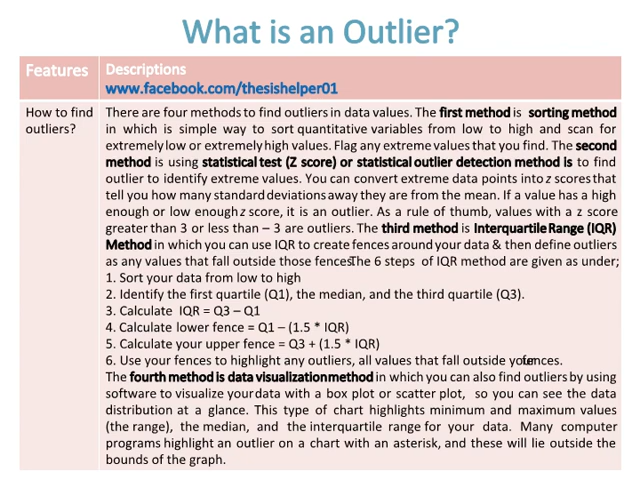 What is an Outlier?
Features
Descriptions
www.facebook.com/thesishelper01
How to find
outliers?
There are four methods to find outliers in data values. The first method is sorting method
in which is simple way to sort quantitative variables from low to high and scan for
extremely low or extremely high values. Flag any extreme values that you find. The second
method is using statistical test (Z score) or statistical outlier detection method is to find
outlier to identify extreme values. You can convert extreme data points into z scores that
tell you how many standard deviations away they are from the mean. If a value has a high
enough or low enough z score, it is an outlier. As a rule of thumb, values with a z score
greater than 3 or less than – 3 are outliers. The third method is Interquartile Range (IQR)
Method in which you can use IQR to create fences around your data & then define outliers
as any values that fall outside those fences. The 6 steps of IQR method are given as under;
1. Sort your data from low to high
2. Identify the first quartile (Q1), the median, and the third quartile (Q3).
3. Calculate IQR = Q3 – Q1
4. Calculate lower fence = Q1 – (1.5 * IQR)
5. Calculate your upper fence = Q3 + (1.5 * IQR)
6. Use your fences to highlight any outliers, all values that fall outside your fences.
The fourth method is data visualization method in which you can also find outliers by using
software to visualize your data with a box plot or scatter plot, so you can see the data
distribution at a glance. This type of chart highlights minimum and maximum values
(the range), the median, and the interquartile range for your data. Many computer
programs highlight an outlier on a chart with an asterisk, and these will lie outside the
bounds of the graph.